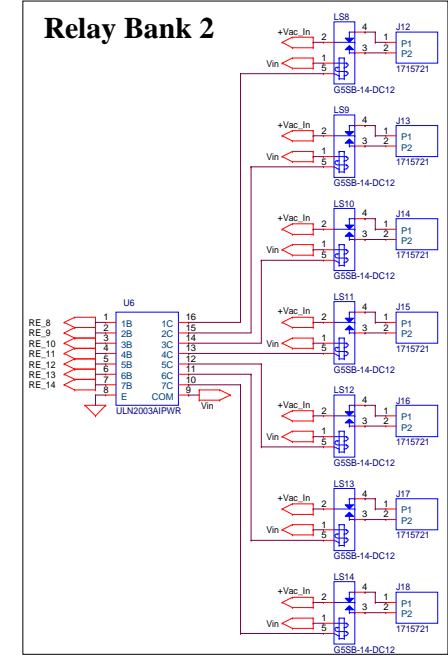 Relay Bank 2
LS8
J12
+Vac_In 2 4 1 P1
Vin 1 3 2 P2
5
1715721
G5SB-14-DC12
LS9
J13
+Vac_In 2 4 1 P1
Vin 1 3 2 P2
5
1715721
G5SB-14-DC12
LS10
J14
+Vac_In 2 4 1 P1
Vin 1 3 2 P2
5
1715721
G5SB-14-DC12
LS11
J15
+Vac_In 2 4 1 P1
Vin 1 3 2 P2
5
1715721
G5SB-14-DC12
U6
RE_8 1 1B 1C 16
RE_9 2 2B 2C 15
RE_10 3 3B 3C 14
RE_11 4 4B 4C 13
RE_12 5 5B 5C 12
RE_13 6 6B 6C 11
RE_14 7 7B 7C 10
8 E COM 9
Vin
ULN2003AIPWR
LS12
J16
+Vac_In 2 4 1 P1
Vin 1 3 2 P2
5
1715721
G5SB-14-DC12
LS13
J17
+Vac_In 2 4 1 P1
Vin 1 3 2 P2
5
1715721
G5SB-14-DC12
LS14
J18
+Vac_In 2 4 1 P1
Vin 1 3 2 P2
5
1715721
G5SB-14-DC12